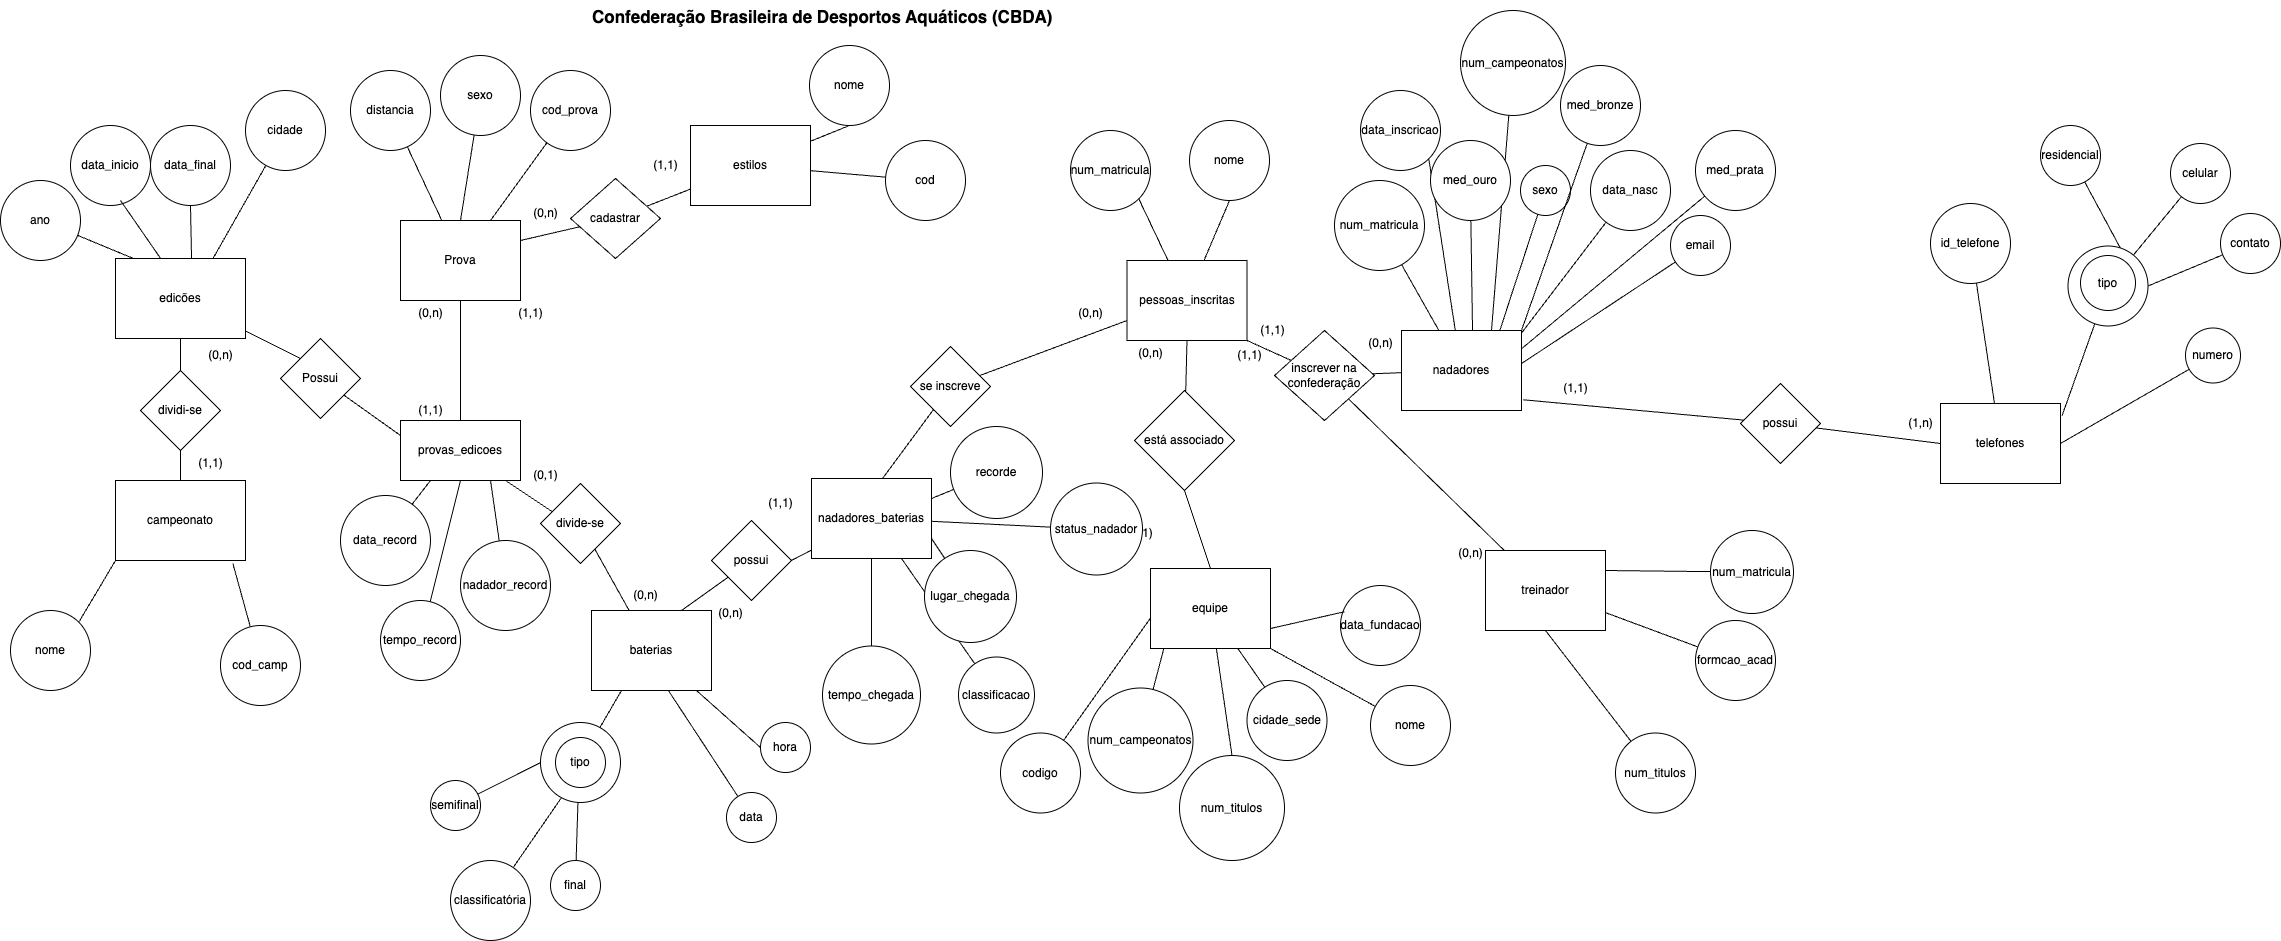 Confederação Brasileira de Desportos Aquáticos (CBDA)
ano
data_inicio
data_final
cidade
edicões
(0,n)
dividi-se
(1,1)
campeonato
nome
cod_camp
Possui
distancia
sexo
cod_prova
Prova
(0,n)
(1,1)
(0,n)
cadastrar
(1,1)
estilos
nome
cod
(1,1)
provas_edicoes
data_record
tempo_record
nadador_record
(0,1)
divide-se
(0,n)
baterias
(0,n)
tipo
semifinal
classificatória
final
data
hora
possui
(1,1)
nadadores_baterias
recorde
status_nadador
1)
lugar_chegada
classificacao
tempo_chegada
se inscreve
(0,n)
num_matricula
nome
pessoas_inscritas
(0,n)
(1,1)
(1,1)
está associado
equipe
codigo
num_campeonatos
num_titulos
cidade_sede
nome
data_fundacao
inscrever na
confederação
(0,n)
nadadores
num_matricula
data_inscricao
med_ouro
num_campeonatos
sexo
med_bronze
data_nasc
med_prata
email
(1,1)
possui
(1,n)
telefones
id_telefone
residencial
celular
contato
tipo
numero
(0,n)
treinador
num_matricula
formcao_acad
num_titulos